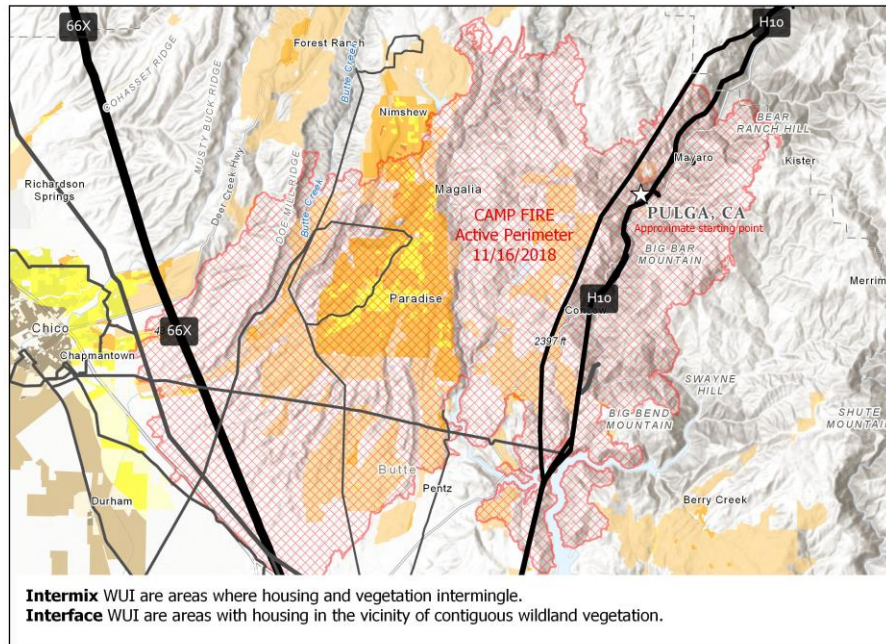 66X
Forest Ranch
H10
COHASSET RIDGE
MUSTY BUCK RIDGE
Butte Creek
Nimshew
BEAR
RANCH HILL
Mayaro
Kister
Richardson
Springs
Deer Creek Hwy
DOE MILL RIDGE
Butte Creek
Magalia
CAMP FIRE
Active Perimeter
11/16/2018
PULGA, CA
Approximate starting point
BIG BAR
MOUNTAIN
Merrim
Paradise
H10
Chico
66X
Chapmantown
2397 ft
SWAYNE
HILL
BIG BEND
MOUNTAIN
SHUTE
MOUNTAI
Butte
Pentz
Durham
Berry Creek
Intermix WUI are areas where housing and vegetation intermingle.
Interface WUI are areas with housing in the vicinity of contiguous wildland vegetation.